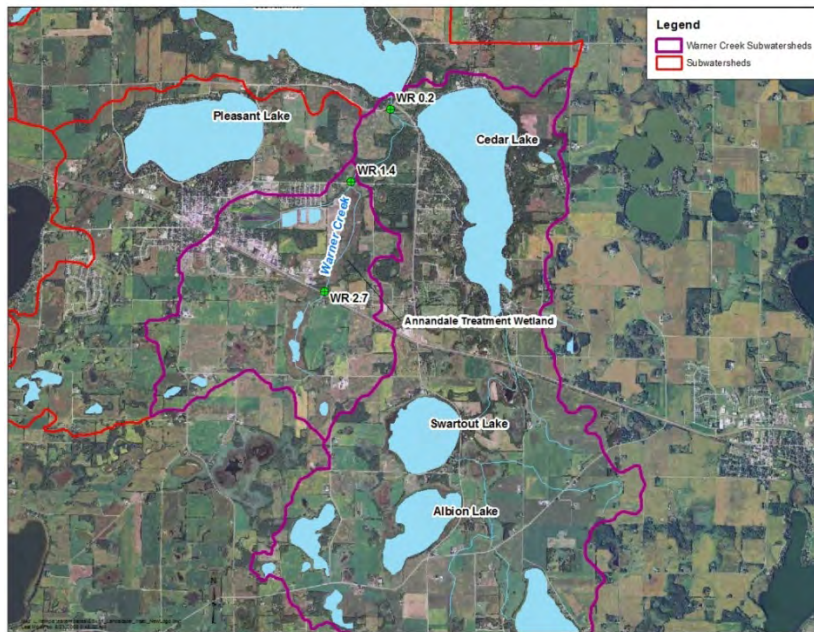 Legend
Warner Creek Subwatersheds
Subwatersheds
WR 0.2
Pleasant Lake
Cedar Lake
WR 1.4
Warner Creek
WR 2.7
Annandale Treatment Wetland
Swartout Lake
Albion Lake
N